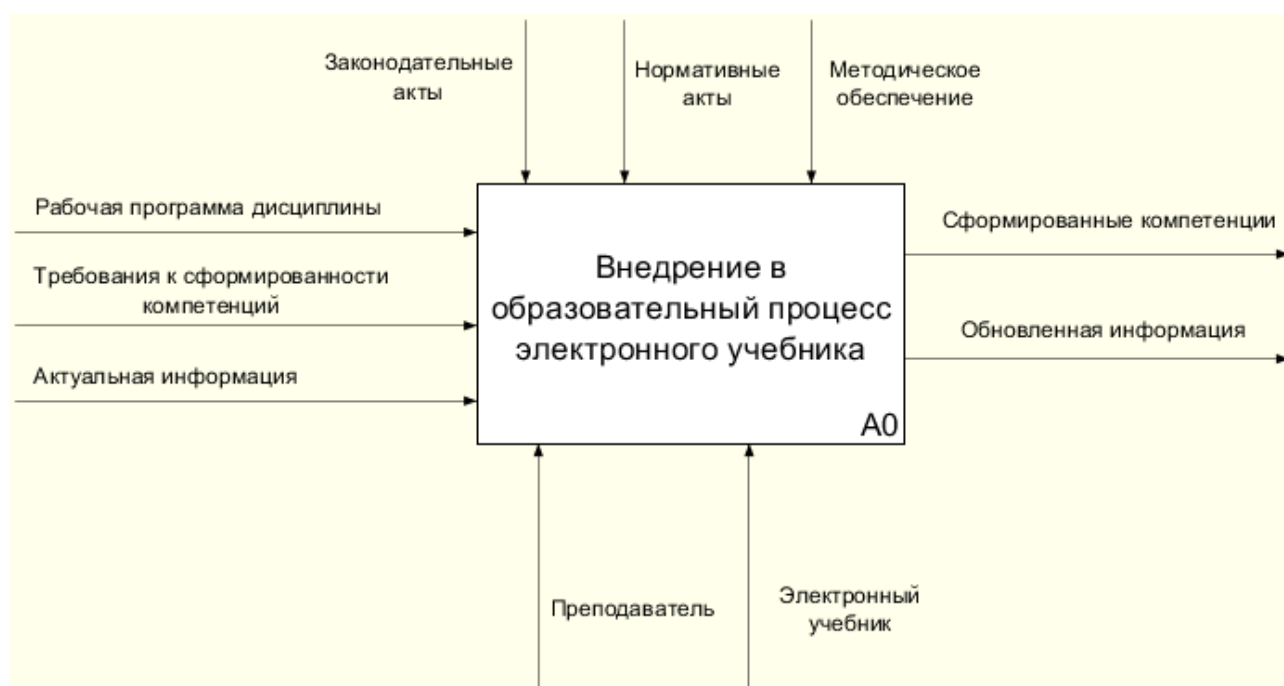 Законодательные
акты
Нормативные
акты
Методическое
обеспечение
Рабочая программа дисциплины
Требования к сформированности
компетенций
Актуальная информация
Внедрение в
образовательный процесс
электронного учебника
A0
Сформированные компетенции
Обновленная информация
Преподаватель
Электронный
учебник